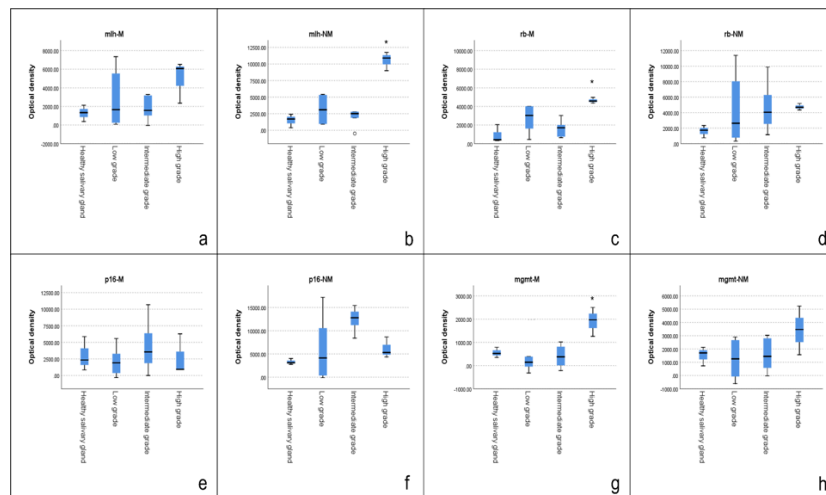 mlh-M
Optical density
8000.00
6000.00
4000.00
2000.00
.00
-2000.00
Healthy salivary gland
Low grade
Intermediate grade
High grade
a
mlh-NM
Optical density
12500.00
10000.00
7500.00
5000.00
2500.00
.00
*
Healthy salivary gland
Low grade
Intermediate grade
High grade
b
rb-M
Optical density
10000.00
8000.00
6000.00
4000.00
2000.00
.00
*
Healthy salivary gland
Low grade
Intermediate grade
High grade
c
rb-NM
Optical density
12000.00
10000.00
8000.00
6000.00
4000.00
2000.00
.00
Healthy salivary gland
Low grade
Intermediate grade
High grade
d
p16-M
Optical density
12500.00
10000.00
7500.00
5000.00
2500.00
.00
Healthy salivary gland
Low grade
Intermediate grade
High grade
e
p16-NM
Optical density
15000.00
10000.00
5000.00
.00
Healthy salivary gland
Low grade
Intermediate grade
High grade
f
mgmt-M
Optical density
3000.00
2000.00
1000.00
.00
-1000.00
*
Healthy salivary gland
Low grade
Intermediate grade
High grade
g
mgmt-NM
Optical density
6000.00
5000.00
4000.00
3000.00
2000.00
1000.00
.00
-1000.00
Healthy salivary gland
Low grade
Intermediate grade
High grade
h